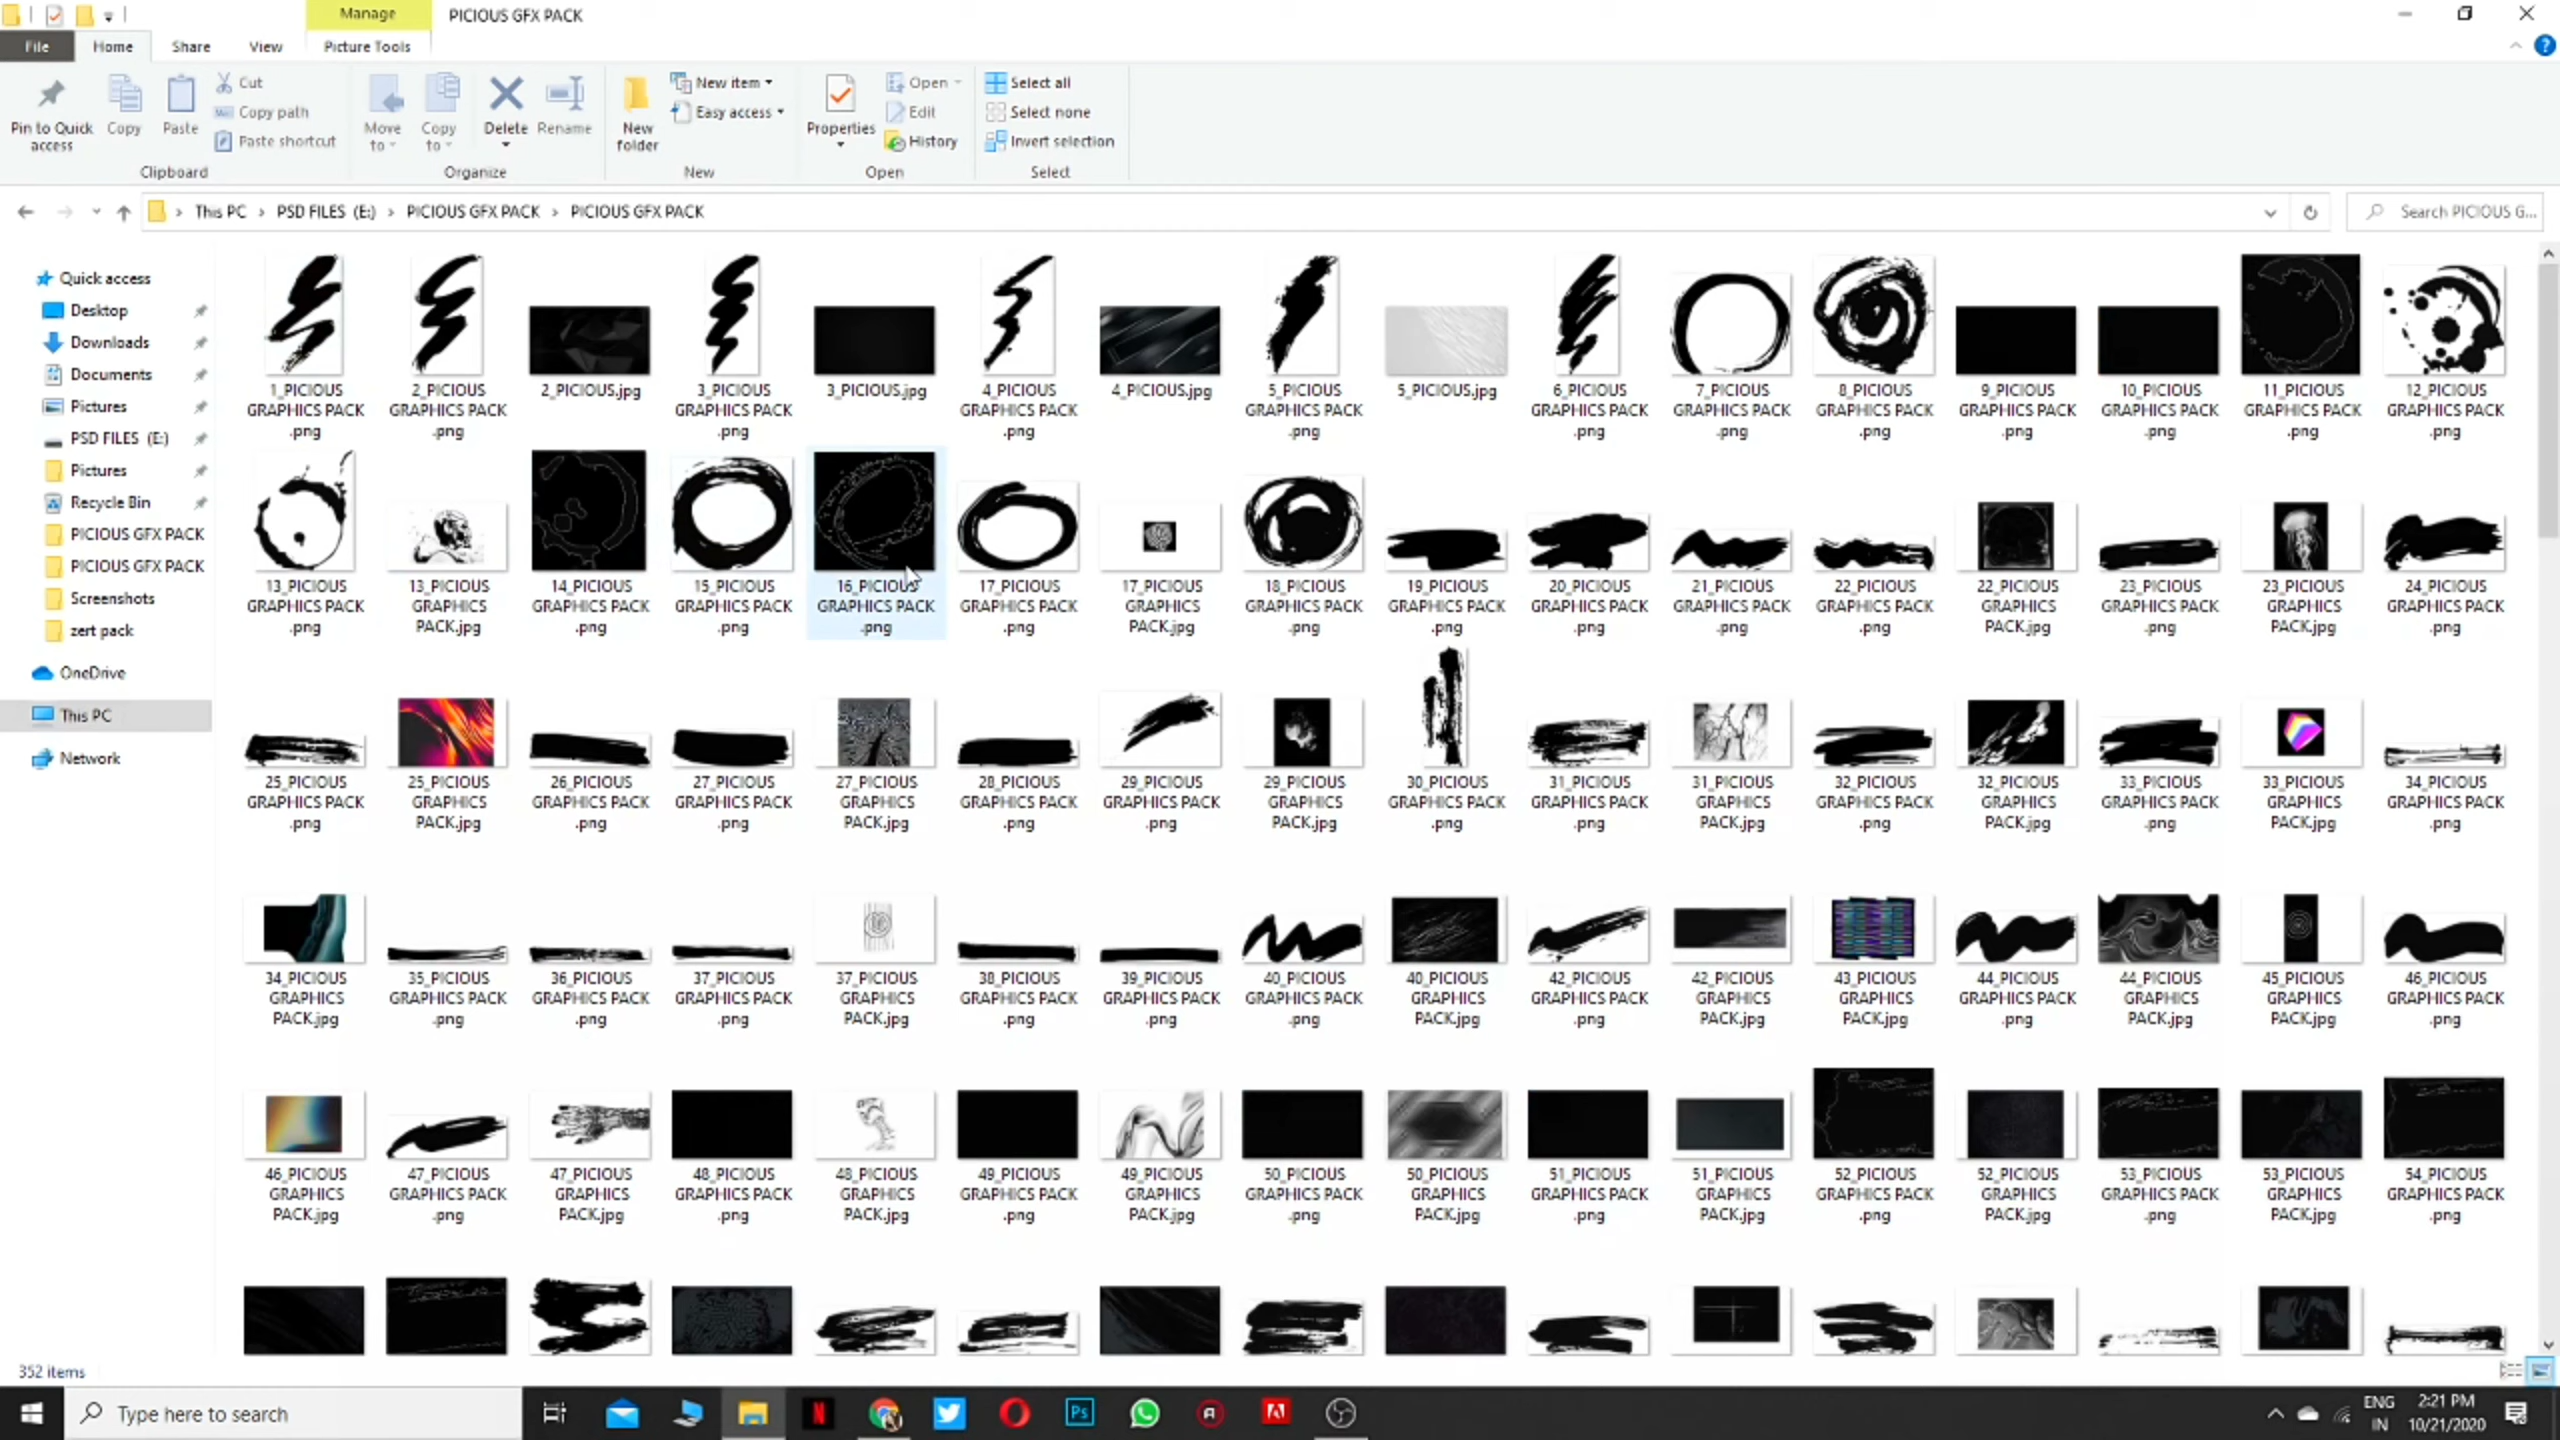 Manage
PICIOUS GFX PACK
File
Home
Share
View
Picture Tools
Pin to Quick access
Copy
Paste
Cut
Copy path
Paste shortcut
Clipboard
Move to
Copy to
Delete
Rename
Organize
New folder
New item
Easy access
New
Properties
Open
Edit
History
Open
Select all
Select none
Invert selection
Select
This PC > PSD FILES (E:) > PICIOUS GFX PACK > PICIOUS GFX PACK
Search PICIOUS G...
Quick access
Desktop
Downloads
Documents
Pictures
PSD FILES (E:)
Pictures
Recycle Bin
PICIOUS GFX PACK
PICIOUS GFX PACK
Screenshots
zert pack
OneDrive
This PC
Network
1_PICIOUS GRAPHICS PACK .png
2_PICIOUS GRAPHICS PACK .png
2_PICIOUS.jpg
3_PICIOUS GRAPHICS PACK .png
3_PICIOUS.jpg
4_PICIOUS GRAPHICS PACK .png
4_PICIOUS.jpg
5_PICIOUS GRAPHICS PACK .png
5_PICIOUS.jpg
6_PICIOUS GRAPHICS PACK .png
7_PICIOUS GRAPHICS PACK .png
8_PICIOUS GRAPHICS PACK .png
9_PICIOUS GRAPHICS PACK .png
10_PICIOUS GRAPHICS PACK .png
11_PICIOUS GRAPHICS PACK .png
12_PICIOUS GRAPHICS PACK .png
13_PICIOUS GRAPHICS PACK .png
13_PICIOUS GRAPHICS PACK.jpg
14_PICIOUS GRAPHICS PACK .png
15_PICIOUS GRAPHICS PACK .png
16_PICIOUS GRAPHICS PACK .png
17_PICIOUS GRAPHICS PACK .png
17_PICIOUS GRAPHICS PACK.jpg
18_PICIOUS GRAPHICS PACK .png
19_PICIOUS GRAPHICS PACK .png
20_PICIOUS GRAPHICS PACK .png
21_PICIOUS GRAPHICS PACK .png
22_PICIOUS GRAPHICS PACK .png
22_PICIOUS GRAPHICS PACK.jpg
23_PICIOUS GRAPHICS PACK .png
23_PICIOUS GRAPHICS PACK.jpg
24_PICIOUS GRAPHICS PACK .png
25_PICIOUS GRAPHICS PACK .png
25_PICIOUS GRAPHICS PACK.jpg
26_PICIOUS GRAPHICS PACK .png
27_PICIOUS GRAPHICS PACK .png
27_PICIOUS GRAPHICS PACK.jpg
28_PICIOUS GRAPHICS PACK .png
29_PICIOUS GRAPHICS PACK .png
29_PICIOUS GRAPHICS PACK.jpg
30_PICIOUS GRAPHICS PACK .png
31_PICIOUS GRAPHICS PACK .png
31_PICIOUS GRAPHICS PACK.jpg
32_PICIOUS GRAPHICS PACK .png
32_PICIOUS GRAPHICS PACK.jpg
33_PICIOUS GRAPHICS PACK .png
33_PICIOUS GRAPHICS PACK.jpg
34_PICIOUS GRAPHICS PACK .png
34_PICIOUS GRAPHICS PACK.jpg
35_PICIOUS GRAPHICS PACK .png
36_PICIOUS GRAPHICS PACK .png
37_PICIOUS GRAPHICS PACK .png
37_PICIOUS GRAPHICS PACK.jpg
38_PICIOUS GRAPHICS PACK .png
39_PICIOUS GRAPHICS PACK .png
40_PICIOUS GRAPHICS PACK .png
40_PICIOUS GRAPHICS PACK.jpg
42_PICIOUS GRAPHICS PACK .png
42_PICIOUS GRAPHICS PACK.jpg
43_PICIOUS GRAPHICS PACK.jpg
44_PICIOUS GRAPHICS PACK .png
44_PICIOUS GRAPHICS PACK.jpg
45_PICIOUS GRAPHICS PACK.jpg
46_PICIOUS GRAPHICS PACK .png
46_PICIOUS GRAPHICS PACK.jpg
47_PICIOUS GRAPHICS PACK .png
47_PICIOUS GRAPHICS PACK.jpg
48_PICIOUS GRAPHICS PACK .png
48_PICIOUS GRAPHICS PACK.jpg
49_PICIOUS GRAPHICS PACK .png
49_PICIOUS GRAPHICS PACK.jpg
50_PICIOUS GRAPHICS PACK .png
50_PICIOUS GRAPHICS PACK.jpg
51_PICIOUS GRAPHICS PACK .png
51_PICIOUS GRAPHICS PACK.jpg
52_PICIOUS GRAPHICS PACK .png
52_PICIOUS GRAPHICS PACK.jpg
53_PICIOUS GRAPHICS PACK .png
53_PICIOUS GRAPHICS PACK.jpg
54_PICIOUS GRAPHICS PACK .png
352 items
Type here to search
N
Ps
ENG
IN
2:21 PM
10/21/2020